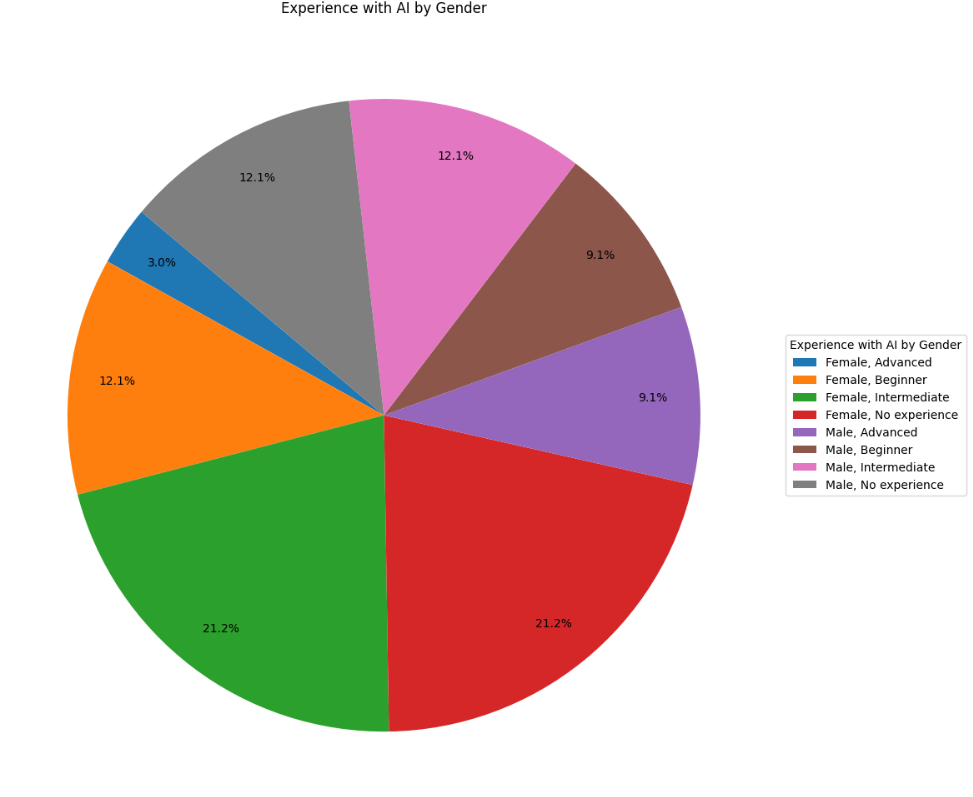 Experience with AI by Gender
12.1%
12.1%
9.1%
3.0%
9.1%
12.1%
21.2%
21.2%
Experience with AI by Gender
Female, Advanced
Female, Beginner
Female, Intermediate
Female, No experience
Male, Advanced
Male, Beginner
Male, Intermediate
Male, No experience